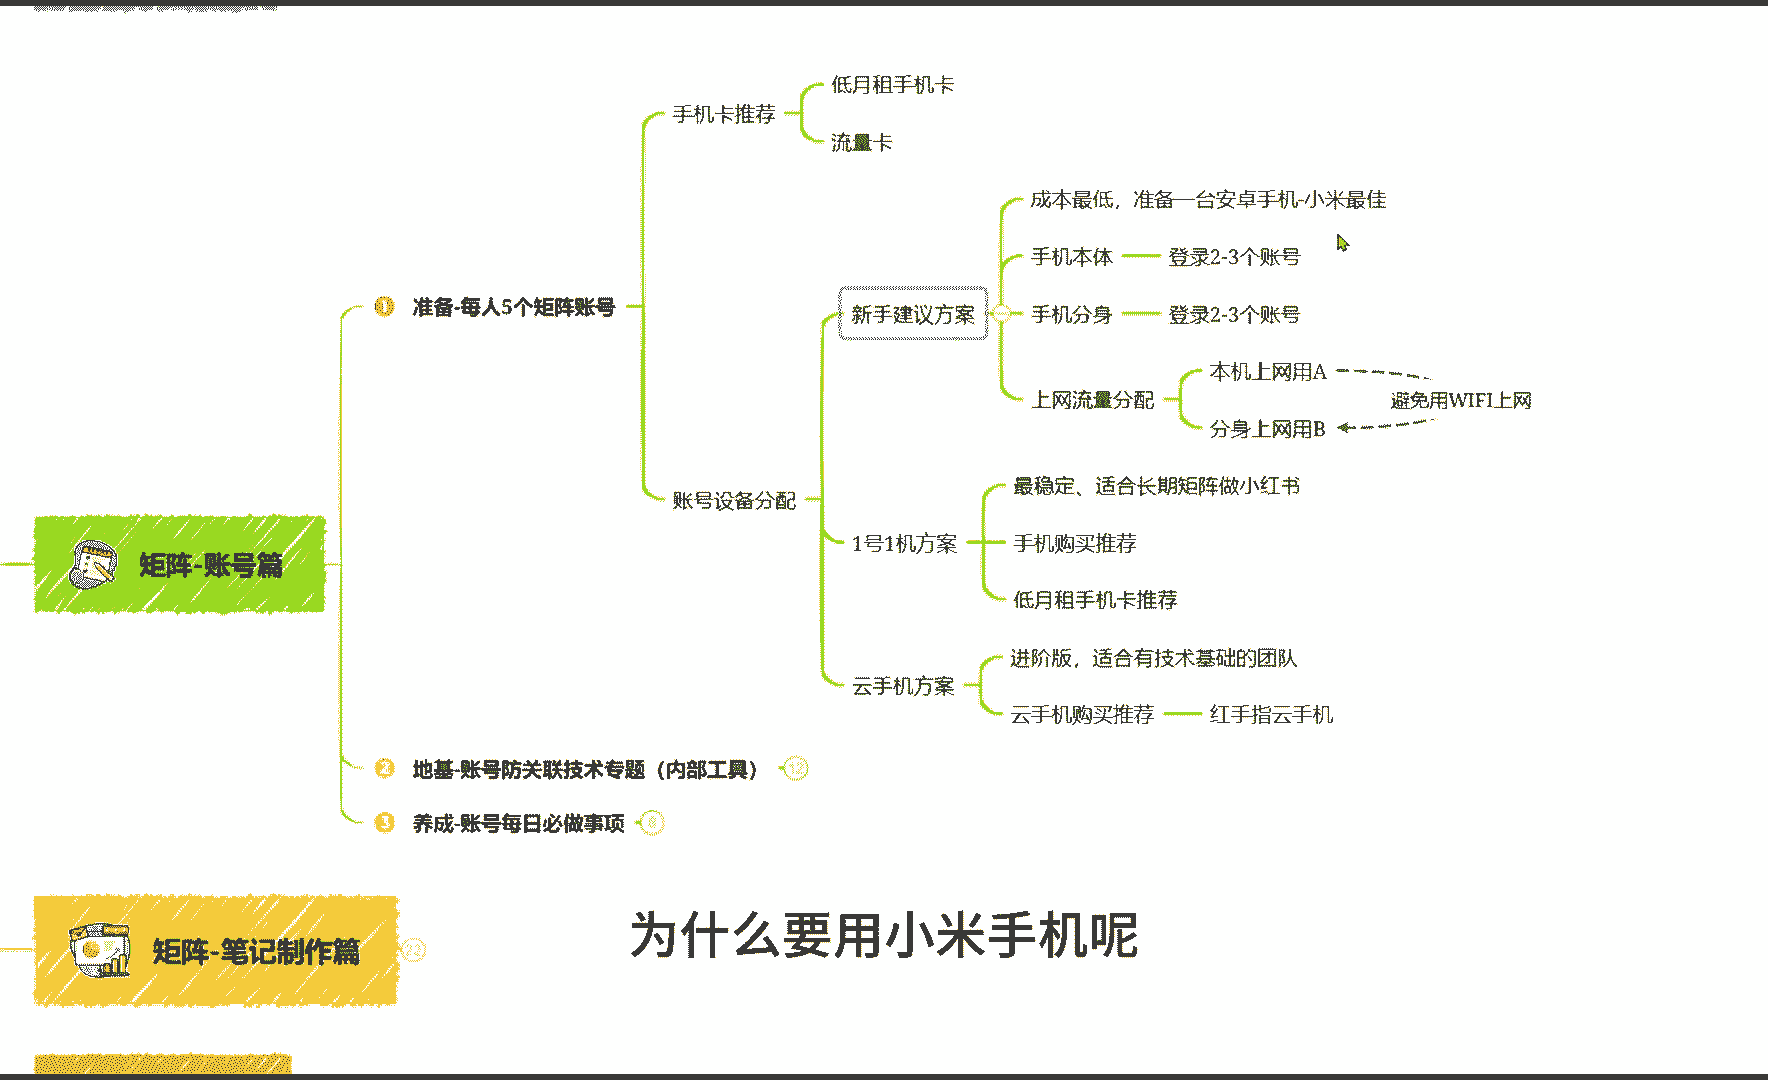 低月租手机卡
手机卡推荐
流量卡
成本最低，准备一台安卓手机-小米最佳
手机本体
登录2-3个账号
1 准备-每人5个矩阵账号
新手建议方案
手机分身
登录2-3个账号
本机上网用A
上网流量分配
避免用WIFI上网
分身上网用B
账号设备分配
最稳定、适合长期矩阵做小红书
1号1机方案
手机购买推荐
矩阵-账号篇
低月租手机卡推荐
进阶版，适合有技术基础的团队
云手机方案
云手机购买推荐
红手指云手机
2 地基-账号防关联技术专题（内部工具） 12
3 养成-账号每日必做事项 8
为什么要用小米手机呢
矩阵-笔记制作篇